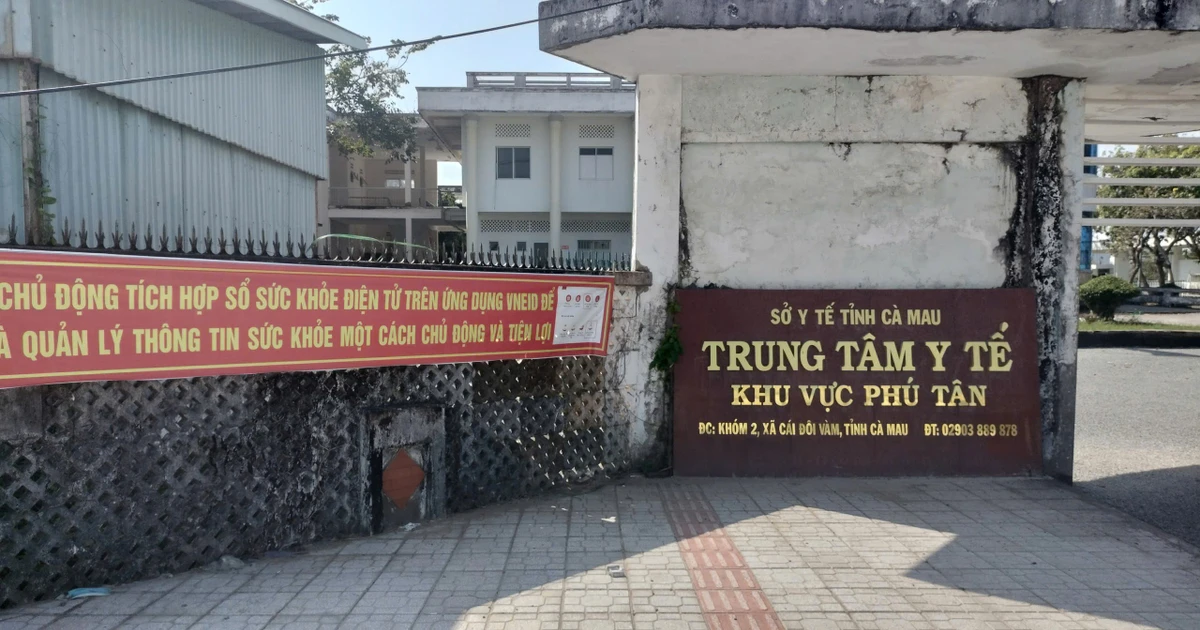 CHỦ ĐỘNG TÍCH HỢP SỔ SỨC KHỎE ĐIỆN TỬ TRÊN ỨNG DỤNG VNEID ĐỂ
QUẢN LÝ THÔNG TIN SỨC KHỎE MỘT CÁCH CHỦ ĐỘNG VÀ TIỆN LỢI
SỞ Y TẾ TỈNH CÀ MAU
TRUNG TÂM Y TẾ
KHU VỰC PHÚ TÂN
ĐC: KHÓM 2, XÃ CÁI ĐÔI VÀM, TỈNH CÀ MAU ĐT: 02903 889 878